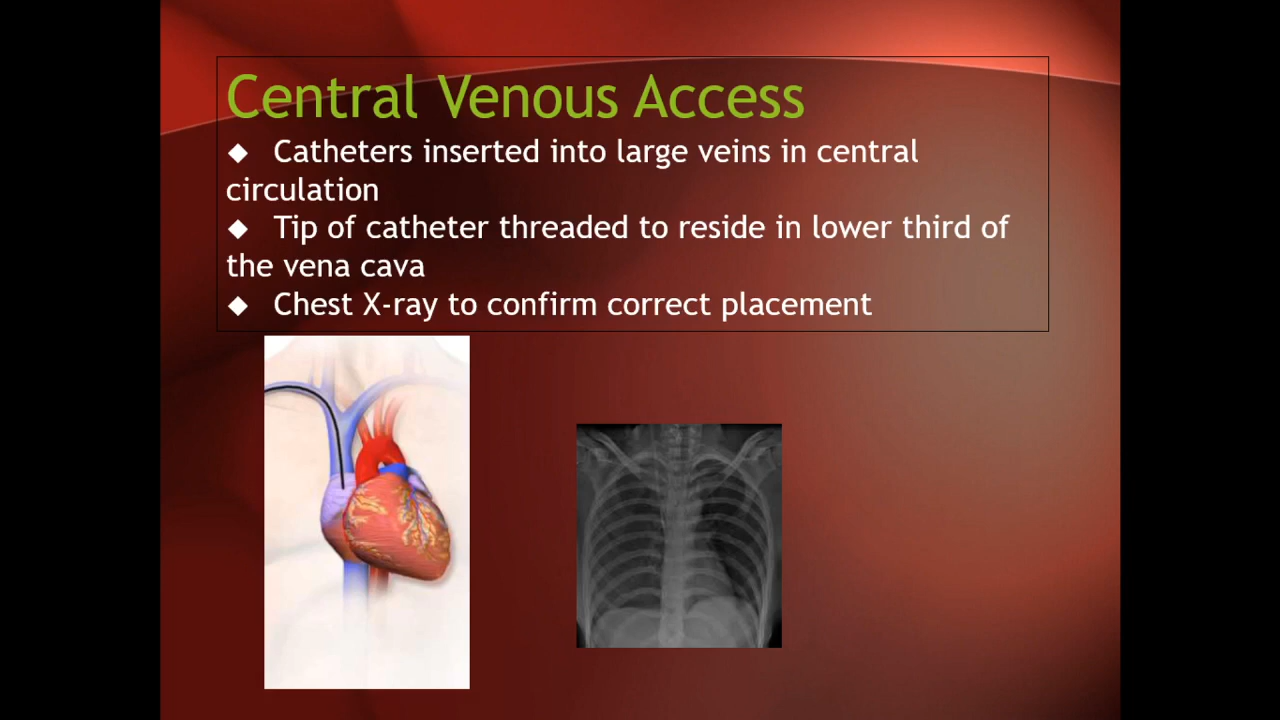 Central Venous Access
◆ Catheters inserted into large veins in central
circulation
◆ Tip of catheter threaded to reside in lower third of
the vena cava
◆ Chest X-ray to confirm correct placement